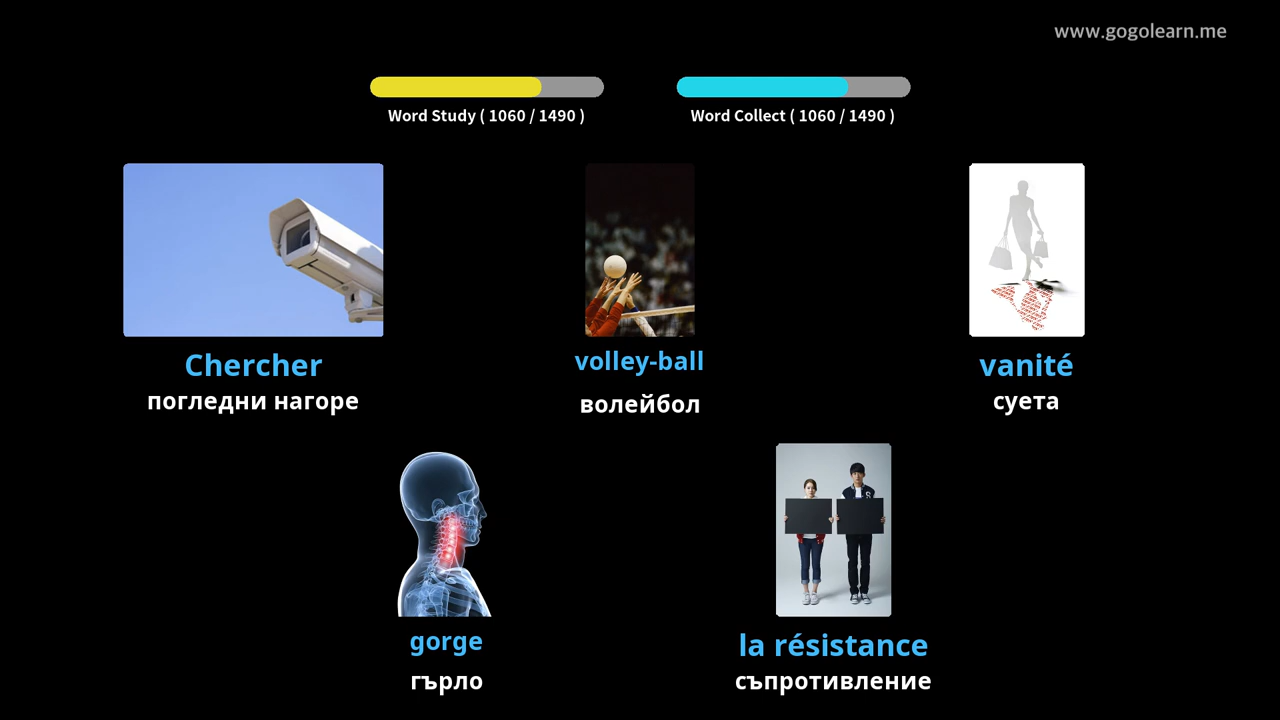 www.gogolearn.me
Word Study ( 1060 / 1490 )
Word Collect ( 1060 / 1490 )
Chercher
погледни нагоре
volley-ball
волейбол
vanité
суета
gorge
гърло
la résistance
съпротивление